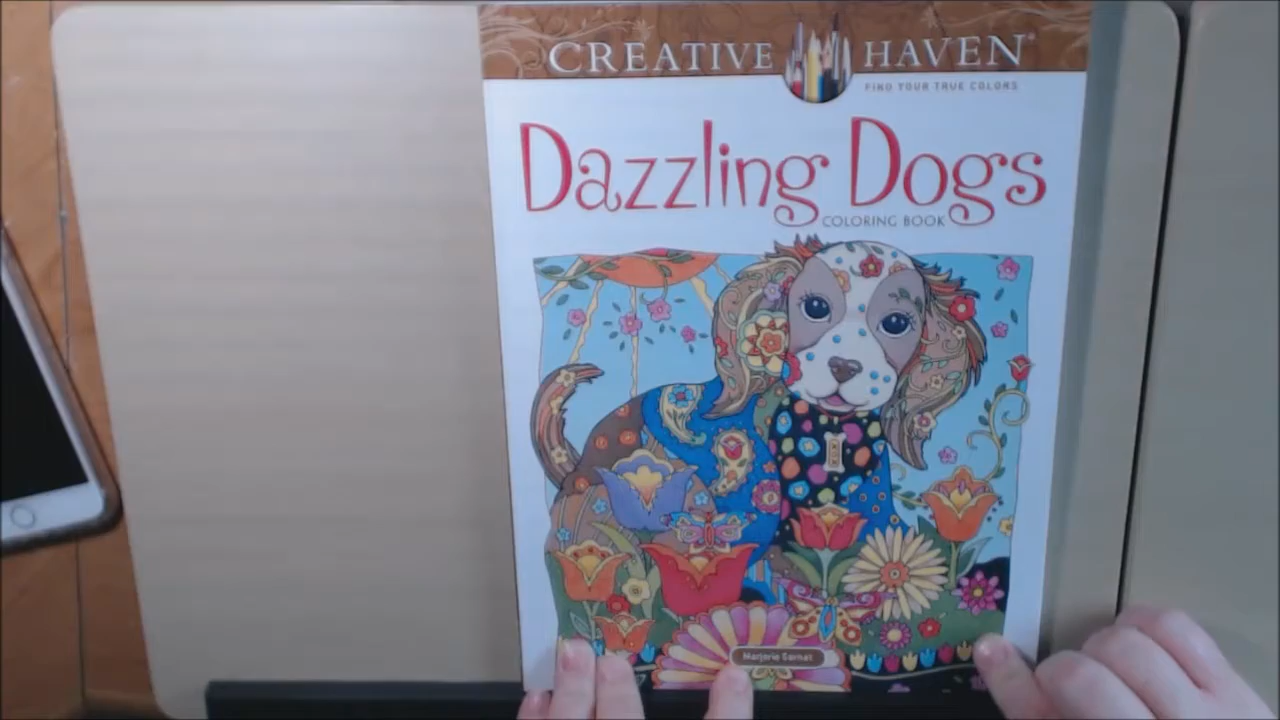 CREATIVE HAVEN®
FIND YOUR TRUE COLORS
Dazzling Dogs
COLORING BOOK
Marjorie Sarnat